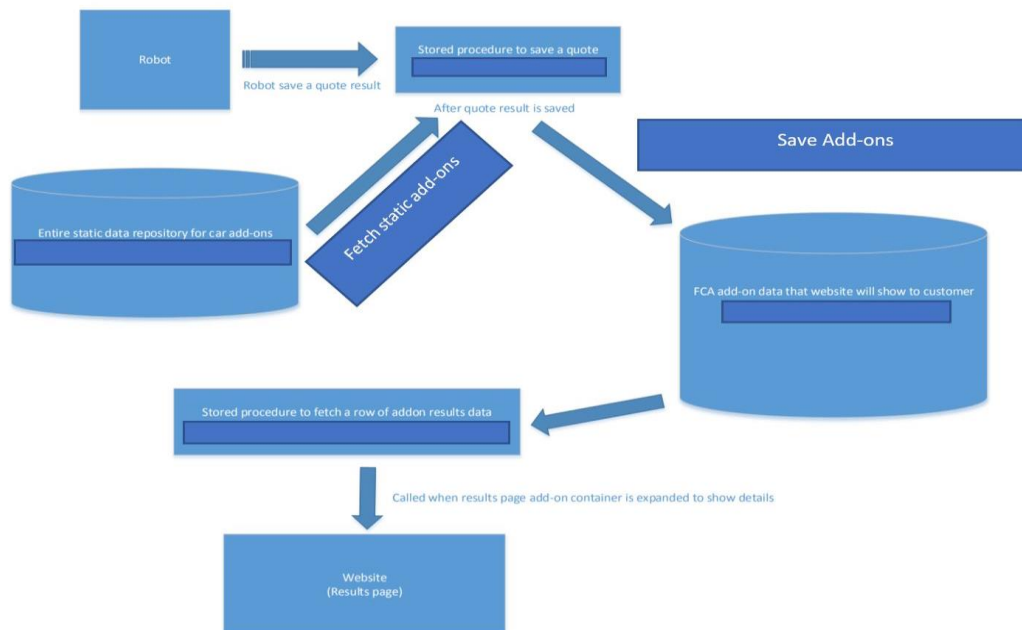 Robot
Robot save a quote result
Stored procedure to save a quote
After quote result is saved
Save Add-ons
Fetch static add-ons
Entire static data repository for car add-ons
FCA add-on data that website will show to customer
Stored procedure to fetch a row of addon results data
Called when results page add-on container is expanded to show details
Website
(Results page)